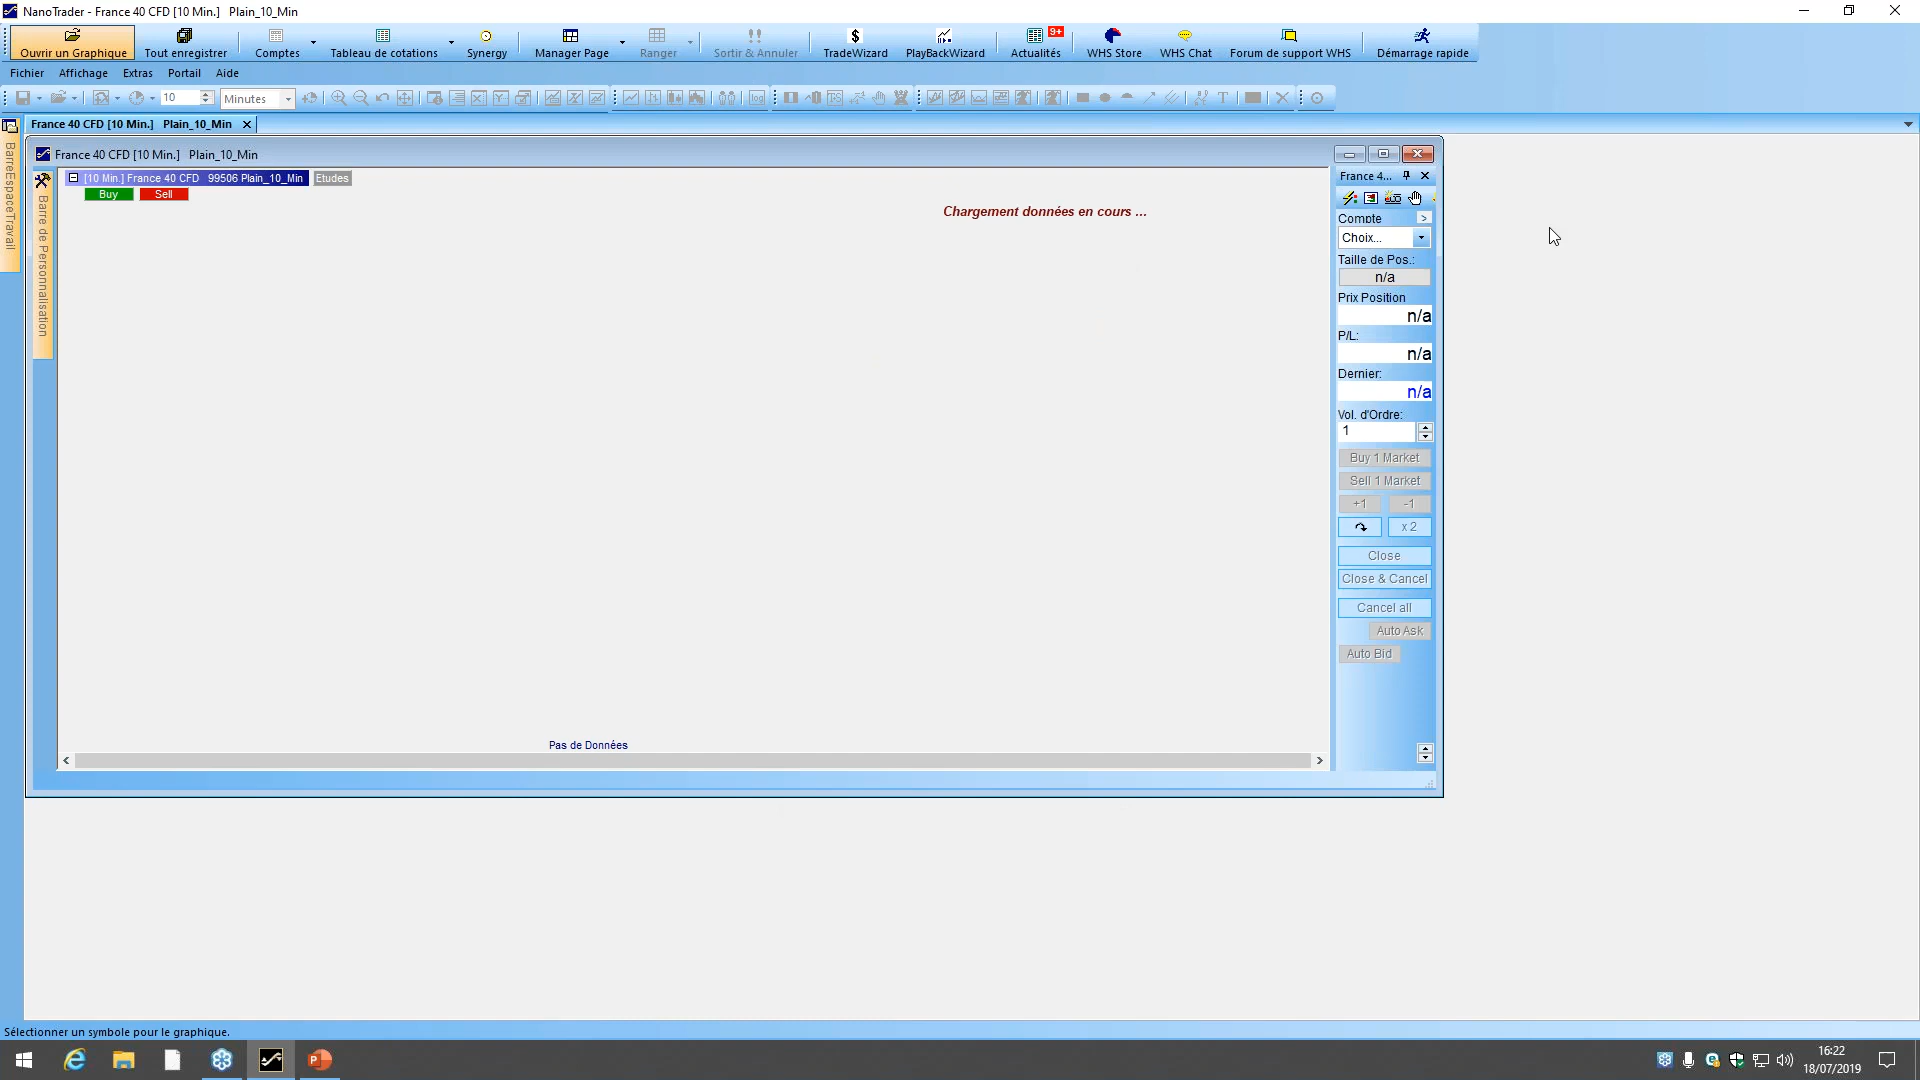 NanoTrader - France 40 CFD [10 Min.]   Plain_10_Min
Ouvrir un Graphique
Tout enregistrer
Comptes
Tableau de cotations
Synergy
Manager Page
Ranger
Sortir & Annuler
TradeWizard
PlayBackWizard
9+
Actualités
WHS Store
WHS Chat
Forum de support WHS
Démarrage rapide
Fichier   Affichage   Extras   Portail   Aide
10   Minutes
France 40 CFD [10 Min.]   Plain_10_Min
BarreEspaceTravail
France 40 CFD [10 Min.]   Plain_10_Min
Barre de Personnalisation
[10 Min.] France 40 CFD   99506 Plain_10_Min   Etudes
Buy   Sell
Chargement données en cours ...
Pas de Données
France 4...
Compte   >
Choix...
Taille de Pos.:
n/a
Prix Position
n/a
P/L:
n/a
Dernier:
n/a
Vol. d'Ordre:
1
Buy 1 Market
Sell 1 Market
+1   -1
x 2
Close
Close & Cancel
Cancel all
Auto Ask
Auto Bid
Sélectionner un symbole pour le graphique.
16:22
18/07/2019